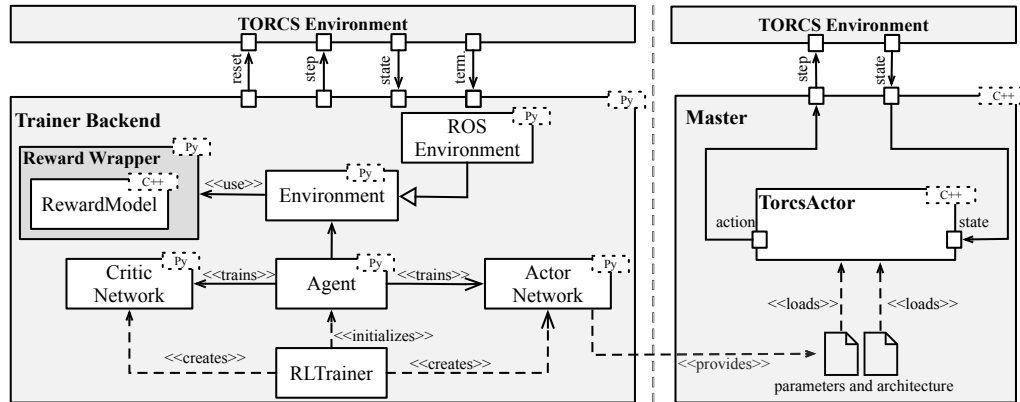 TORCS Environment
reset
step
state
term.
Py
Trainer Backend
Py
ROS
Environment
Py
Reward Wrapper
C++
RewardModel
<<use>>
Py
Environment
Py
Critic
Network
<<trains>>
Py
Agent
<<trains>>
Py
Actor
Network
<<initializes>>
<<creates>>
RLTrainer
<<creates>>
<<provides>>
TORCS Environment
step
state
C++
Master
C++
TorcsActor
action
state
<<loads>>
<<loads>>
parameters and architecture